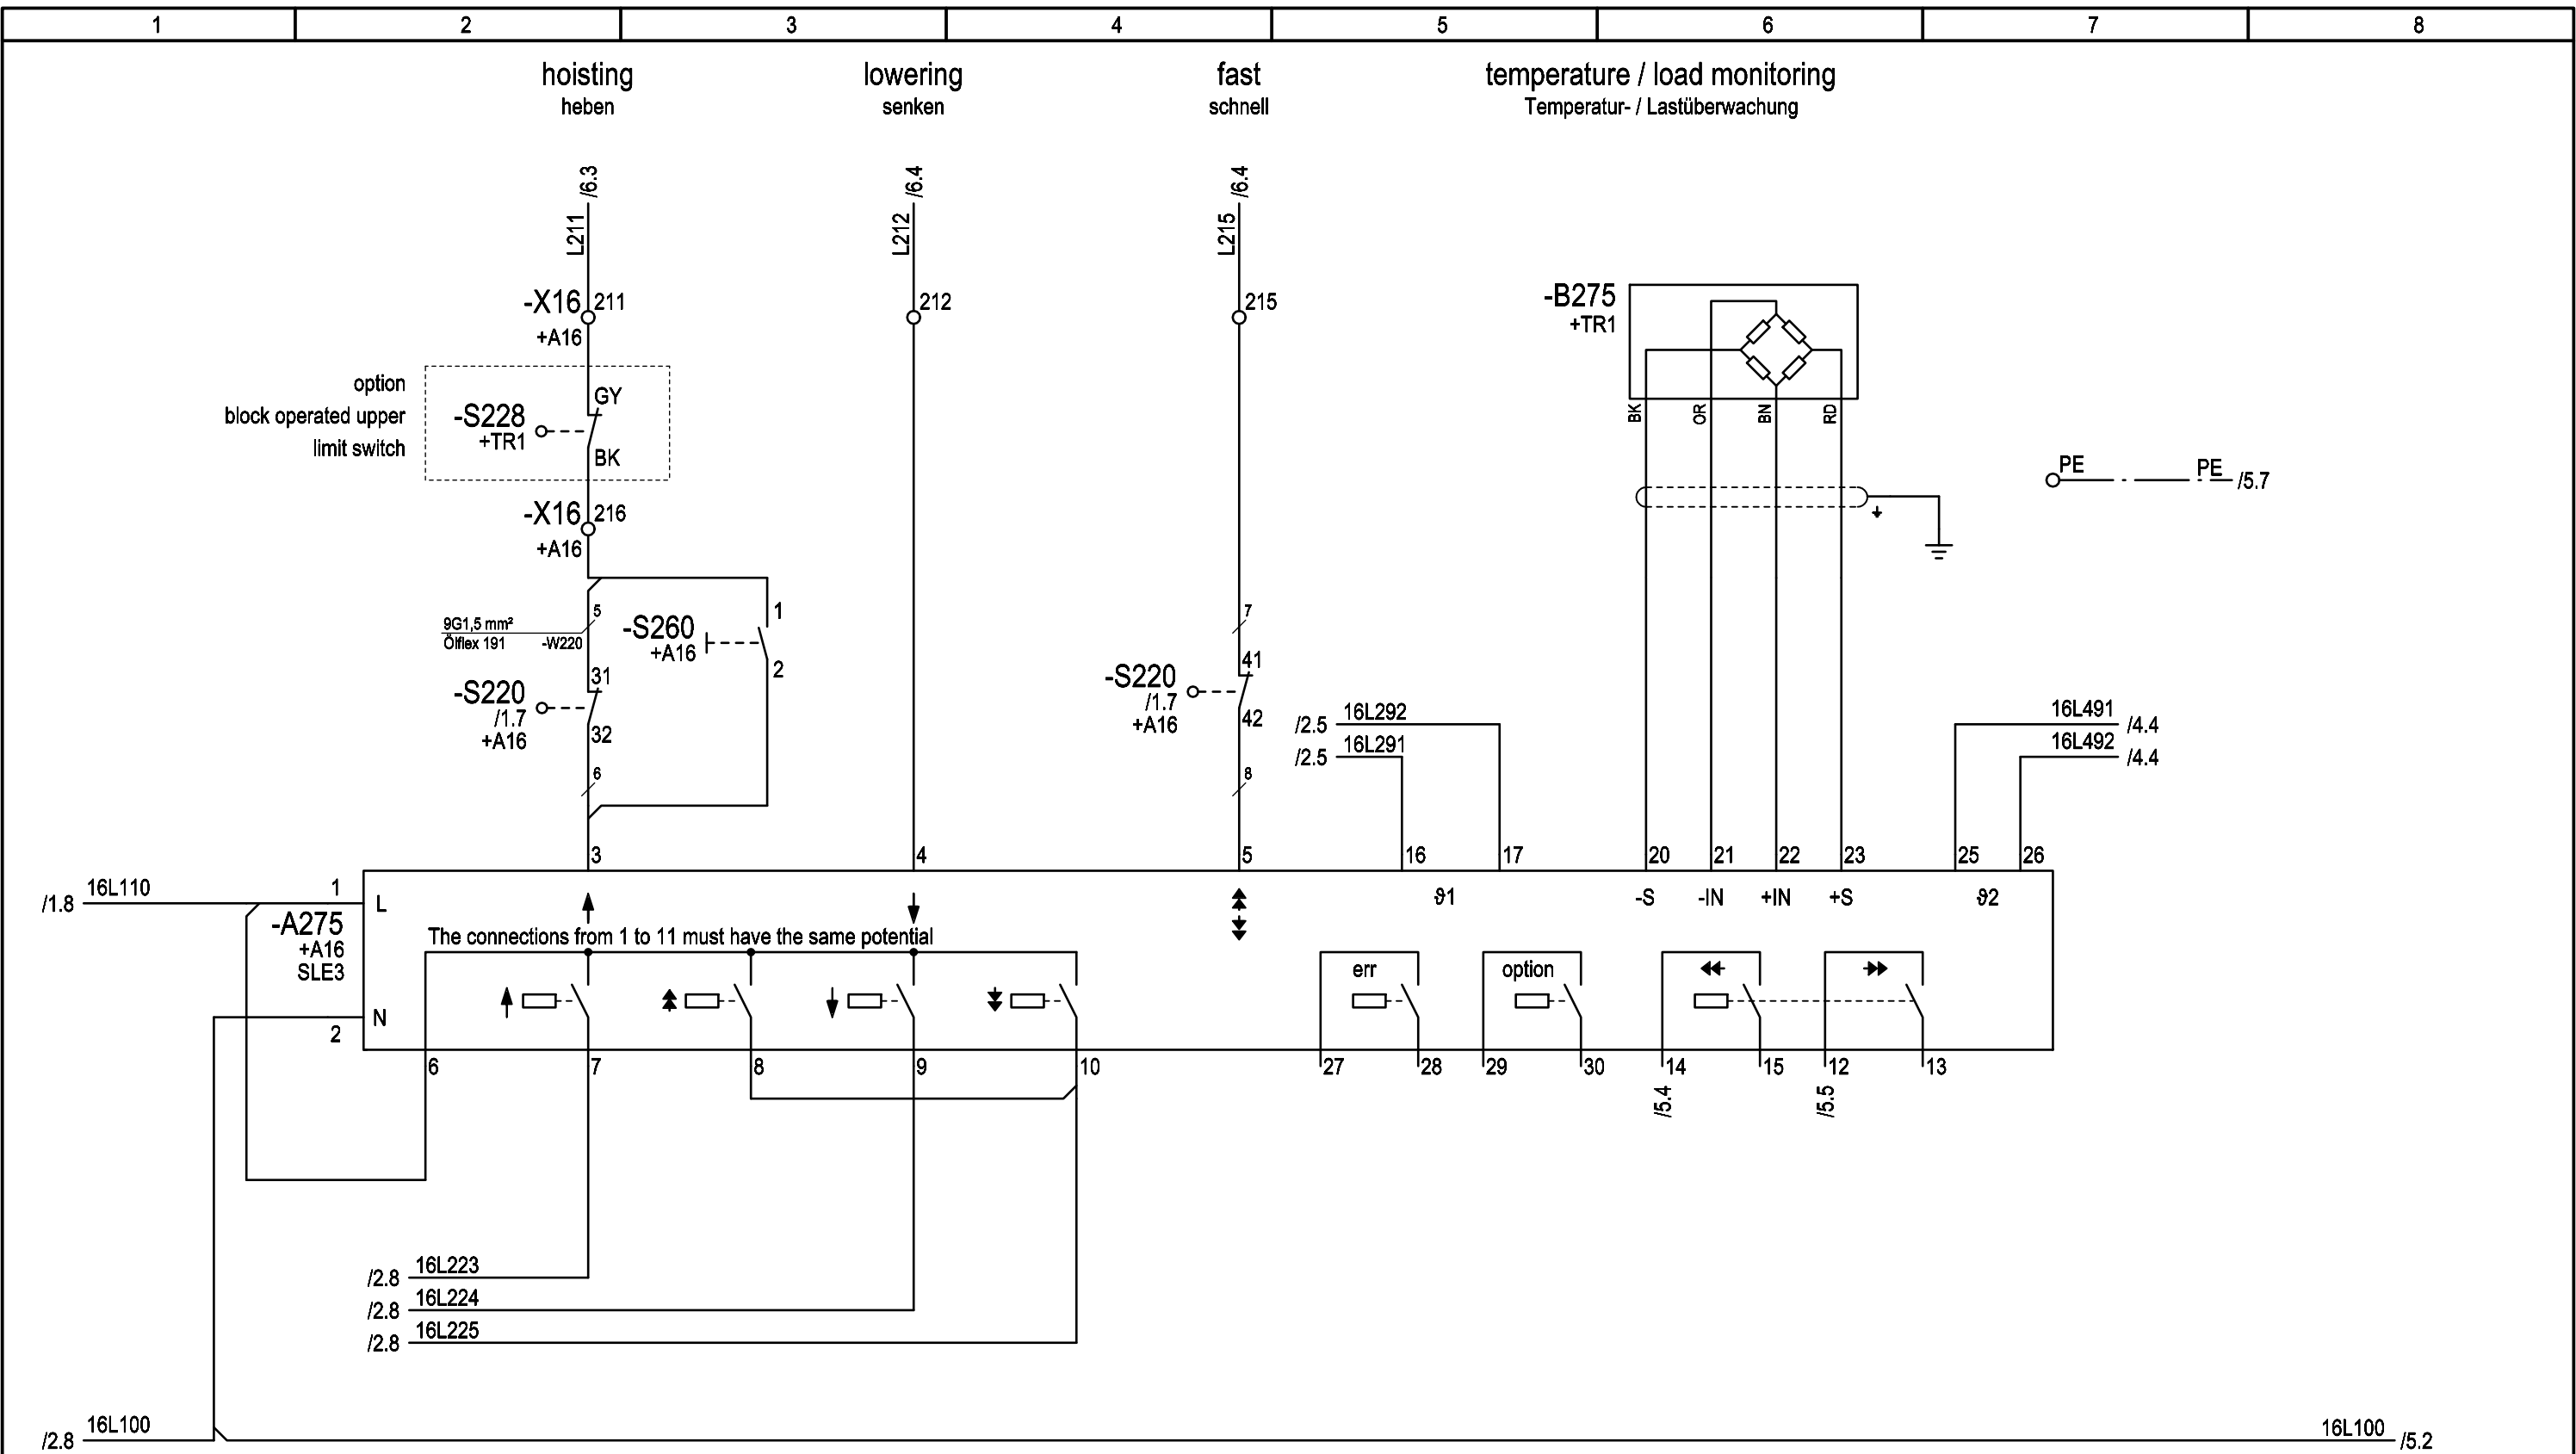 1 2 3 4 5 6 7 8
hoisting
heben
lowering
senken
fast
schnell
temperature / load monitoring
Temperatur- / Lastüberwachung
/6.3
L211
/6.4
L212
/6.4
L215
-X16 211
+A16
212
215
-B275
+TR1
BK OR BN RD
option
block operated upper
limit switch
-S228
+TR1
GY
BK
-X16 216
+A16
PE PE /5.7
9G1,5 mm²
Ölflex 191 -W220
5
-S260
+A16
1
2
7
-S220
/1.7
+A16
31
32
6
-S220
/1.7
+A16
41
42
8
/2.5 16L292
/2.5 16L291
16L491 /4.4
16L492 /4.4
3 4 5 16 17 20 21 22 23 25 26
/1.8 16L110
1
L
-A275
+A16
SLE3
N
2
ϑ1 -S -IN +IN +S ϑ2
The connections from 1 to 11 must have the same potential
err option
6 7 8 9 10 27 28 29 30 14 15 12 13
/5.4 /5.5
/2.8 16L223
/2.8 16L224
/2.8 16L225
/2.8 16L100
16L100 /5.2